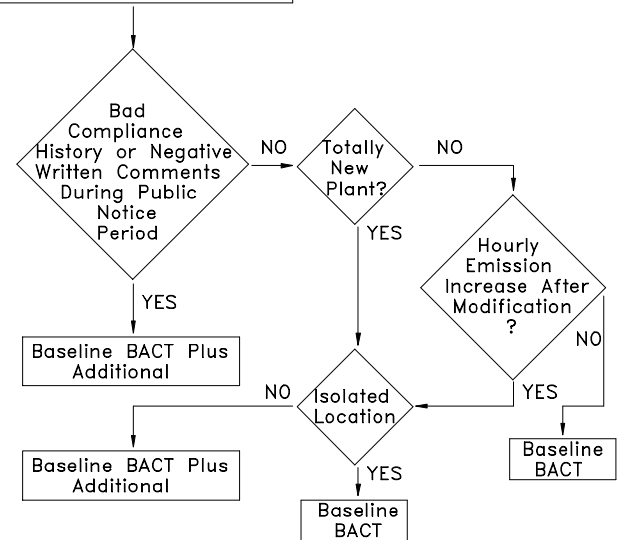 Bad
Compliance
History or Negative
Written Comments
During Public
Notice
Period
NO
Totally
New
Plant?
NO
YES
Hourly
Emission
Increase After
Modification
?
YES
Baseline BACT Plus
Additional
NO
Isolated
Location
NO
YES
Baseline
BACT
Baseline BACT Plus
Additional
YES
Baseline
BACT